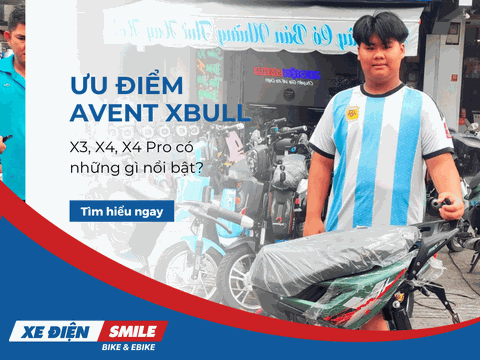 ƯU ĐIỂM
AVENT XBULL
X3, X4, X4 Pro có
những gì nổi bật?
Tìm hiểu ngay
XE ĐIỆN SMILE
BIKE & EBIKE